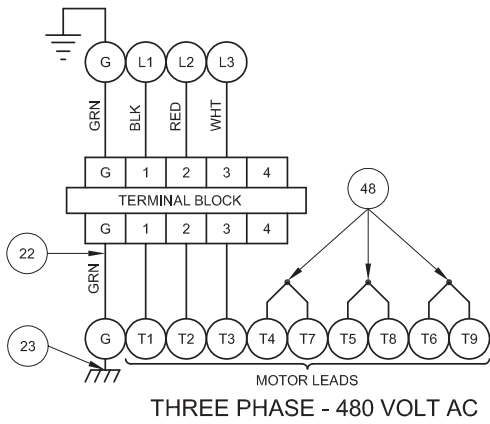 G L1 L2 L3
GRN BLK RED WHT
G 1 2 3 4
TERMINAL BLOCK
G 1 2 3 4
48
22
GRN
23
G T1 T2 T3 T4 T7 T5 T8 T6 T9
MOTOR LEADS
THREE PHASE - 480 VOLT AC